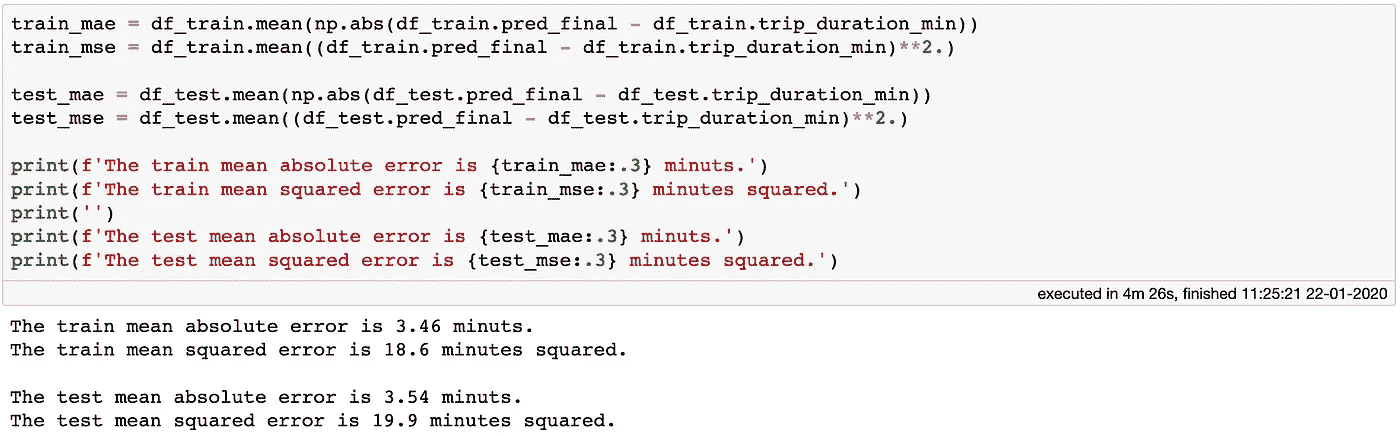 train_mae = df_train.mean(np.abs(df_train.pred_final - df_train.trip_duration_min))
train_mse = df_train.mean((df_train.pred_final - df_train.trip_duration_min)**2.)
test_mae = df_test.mean(np.abs(df_test.pred_final - df_test.trip_duration_min))
test_mse = df_test.mean((df_test.pred_final - df_test.trip_duration_min)**2.)
print(f'The train mean absolute error is {train_mae:.3} minuts.')
print(f'The train mean squared error is {train_mse:.3} minutes squared.')
print('')
print(f'The test mean absolute error is {test_mae:.3} minuts.')
print(f'The test mean squared error is {test_mse:.3} minutes squared.')
executed in 4m 26s, finished 11:25:21 22-01-2020
The train mean absolute error is 3.46 minuts.
The train mean squared error is 18.6 minutes squared.
The test mean absolute error is 3.54 minuts.
The test mean squared error is 19.9 minutes squared.